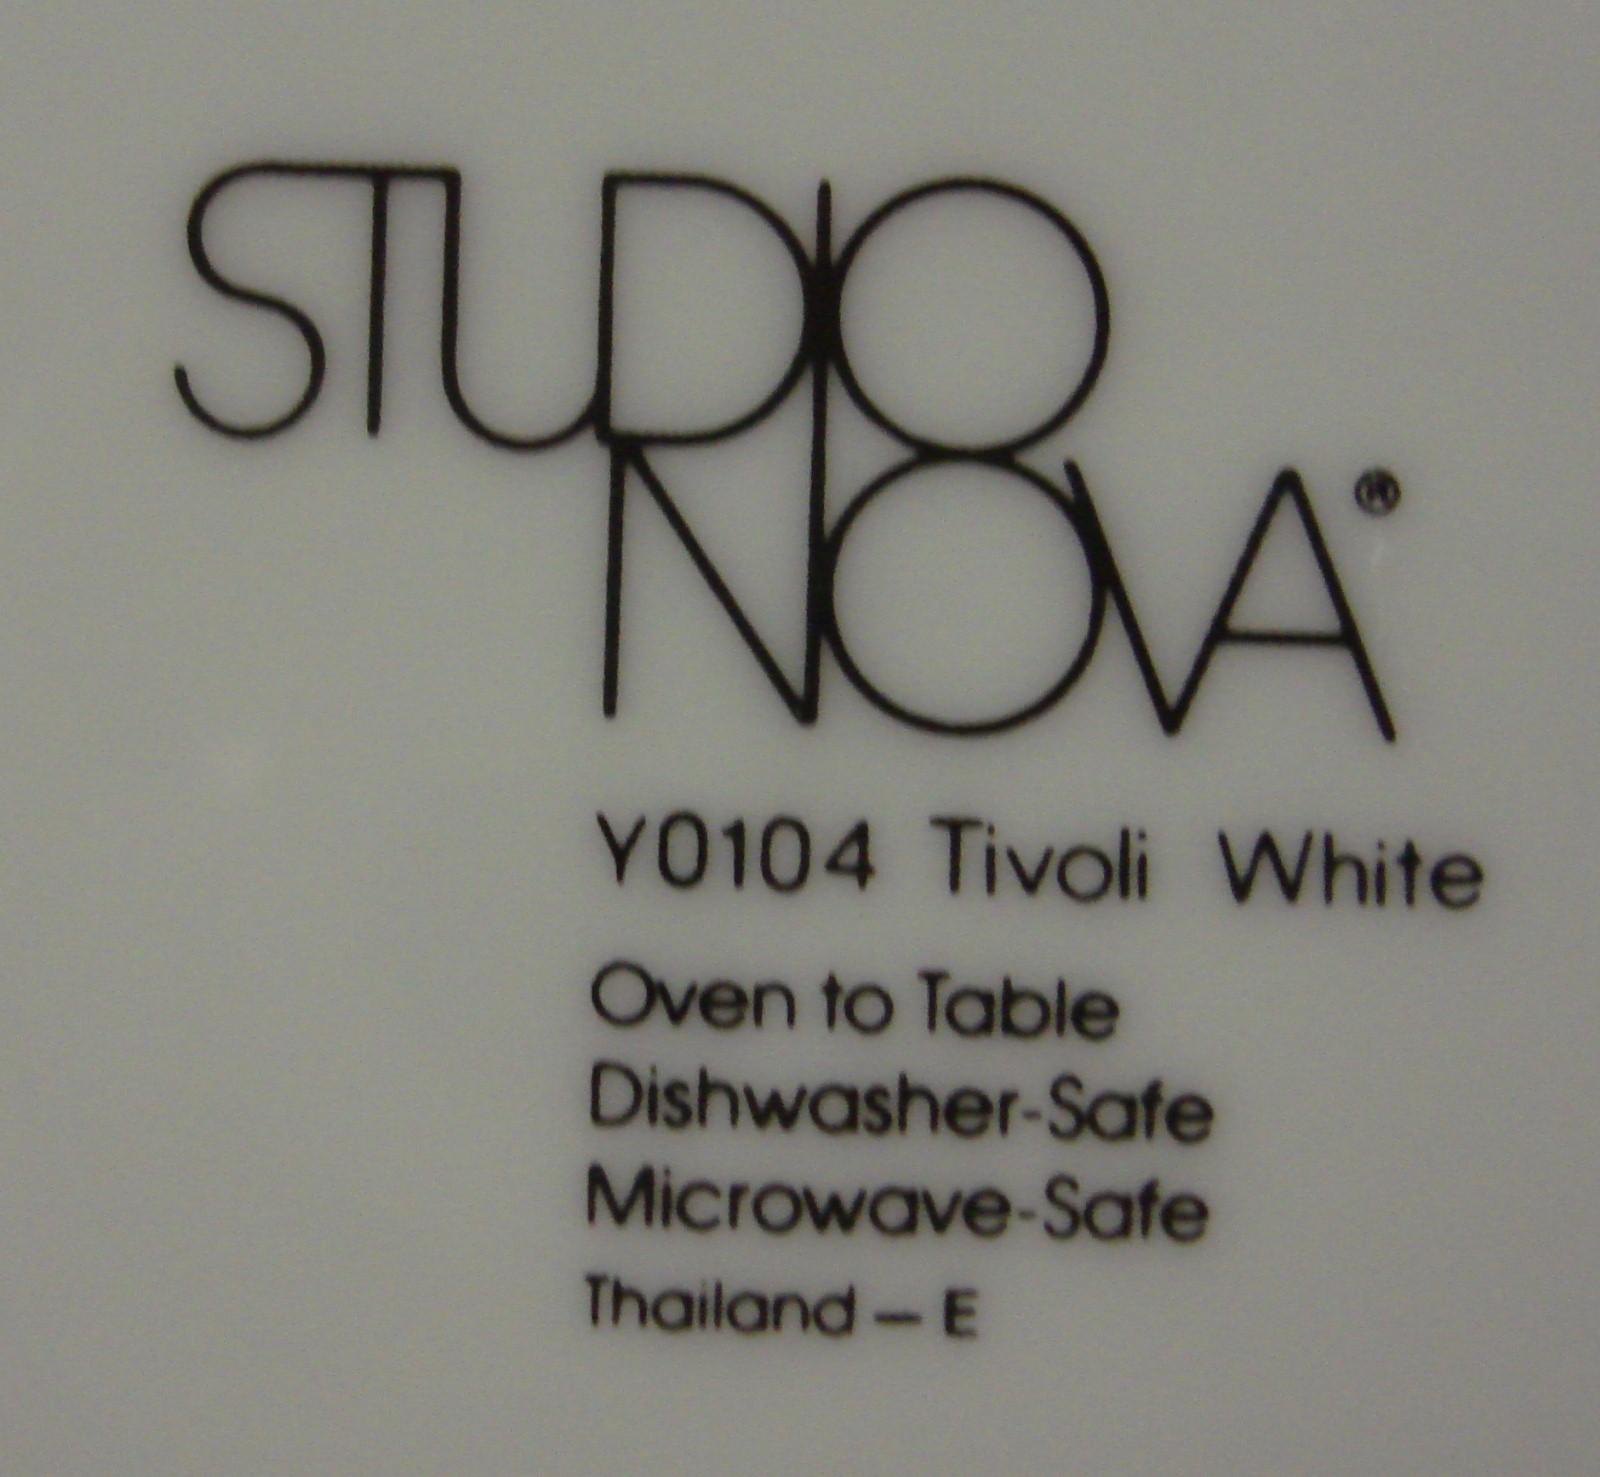 STUDIO
NOVA®
Y0104 Tivoli White
Oven to Table
Dishwasher-Safe
Microwave-Safe
Thailand – E